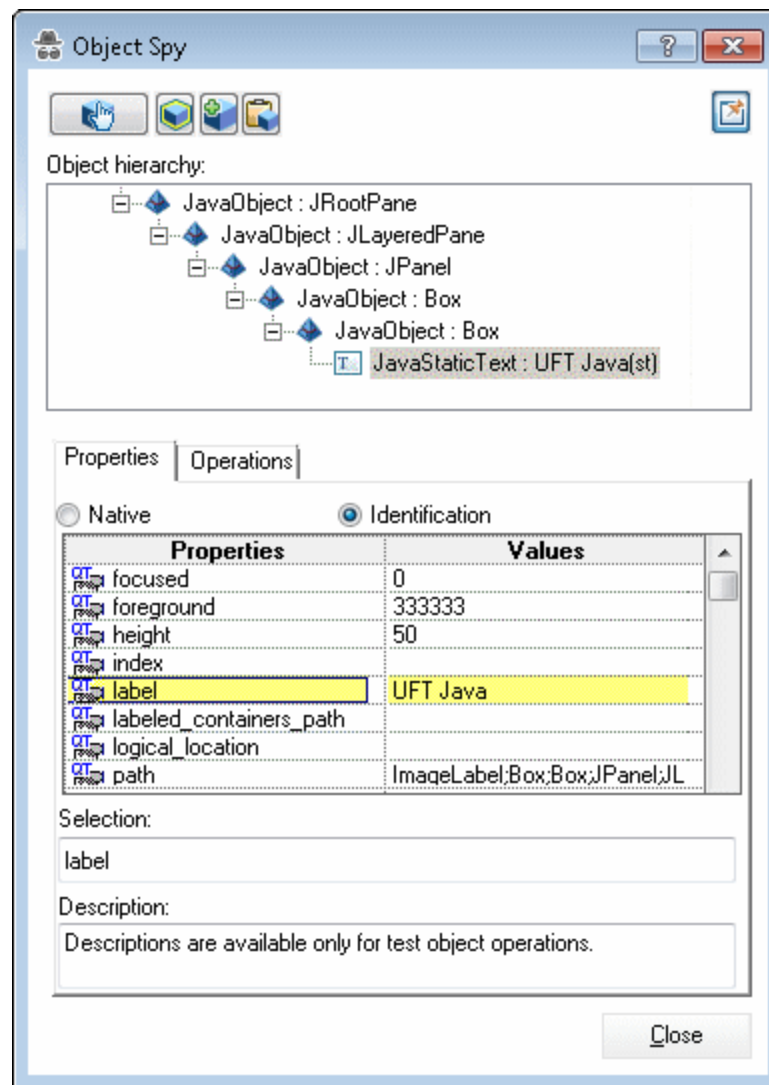 Object Spy
Object hierarchy:
JavaObject : JRootPane
JavaObject : JLayeredPane
JavaObject : JPanel
JavaObject : Box
JavaObject : Box
JavaStaticText : UFT Java(st)
Properties Operations
Native Identification
Properties Values
focused 0
foreground 333333
height 50
index
label UFT Java
labeled_containers_path
logical_location
path ImageLabel;Box;Box;JPanel;JL
Selection:
label
Description:
Descriptions are available only for test object operations.
Close